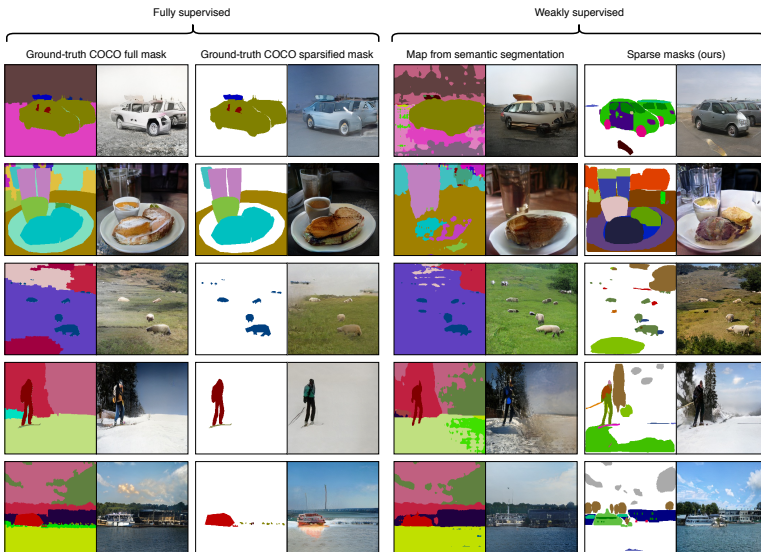 Fully supervised
Weakly supervised
Ground-truth COCO full mask
Ground-truth COCO sparsified mask
Map from semantic segmentation
Sparse masks (ours)